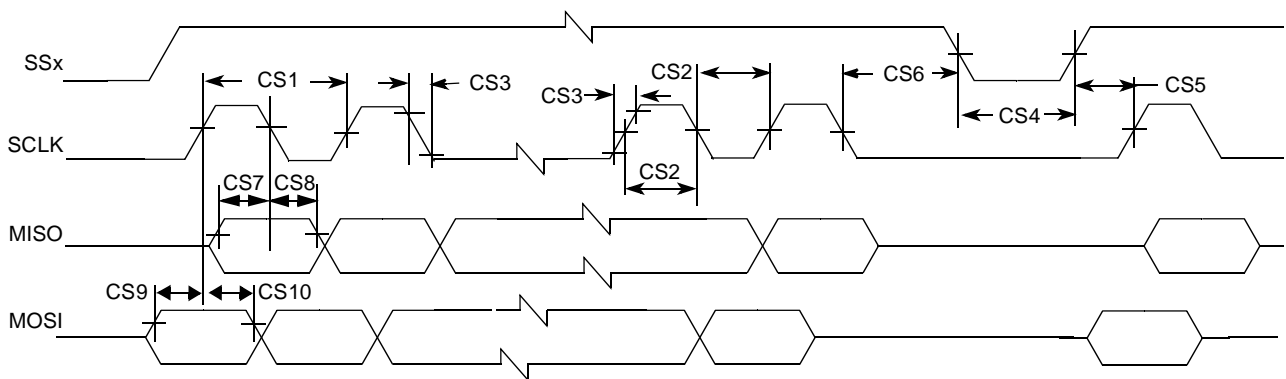 SSx
CS1
CS3
CS3
CS2
CS6
CS4
CS5
SCLK
CS7
CS8
CS2
MISO
CS9
CS10
MOSI